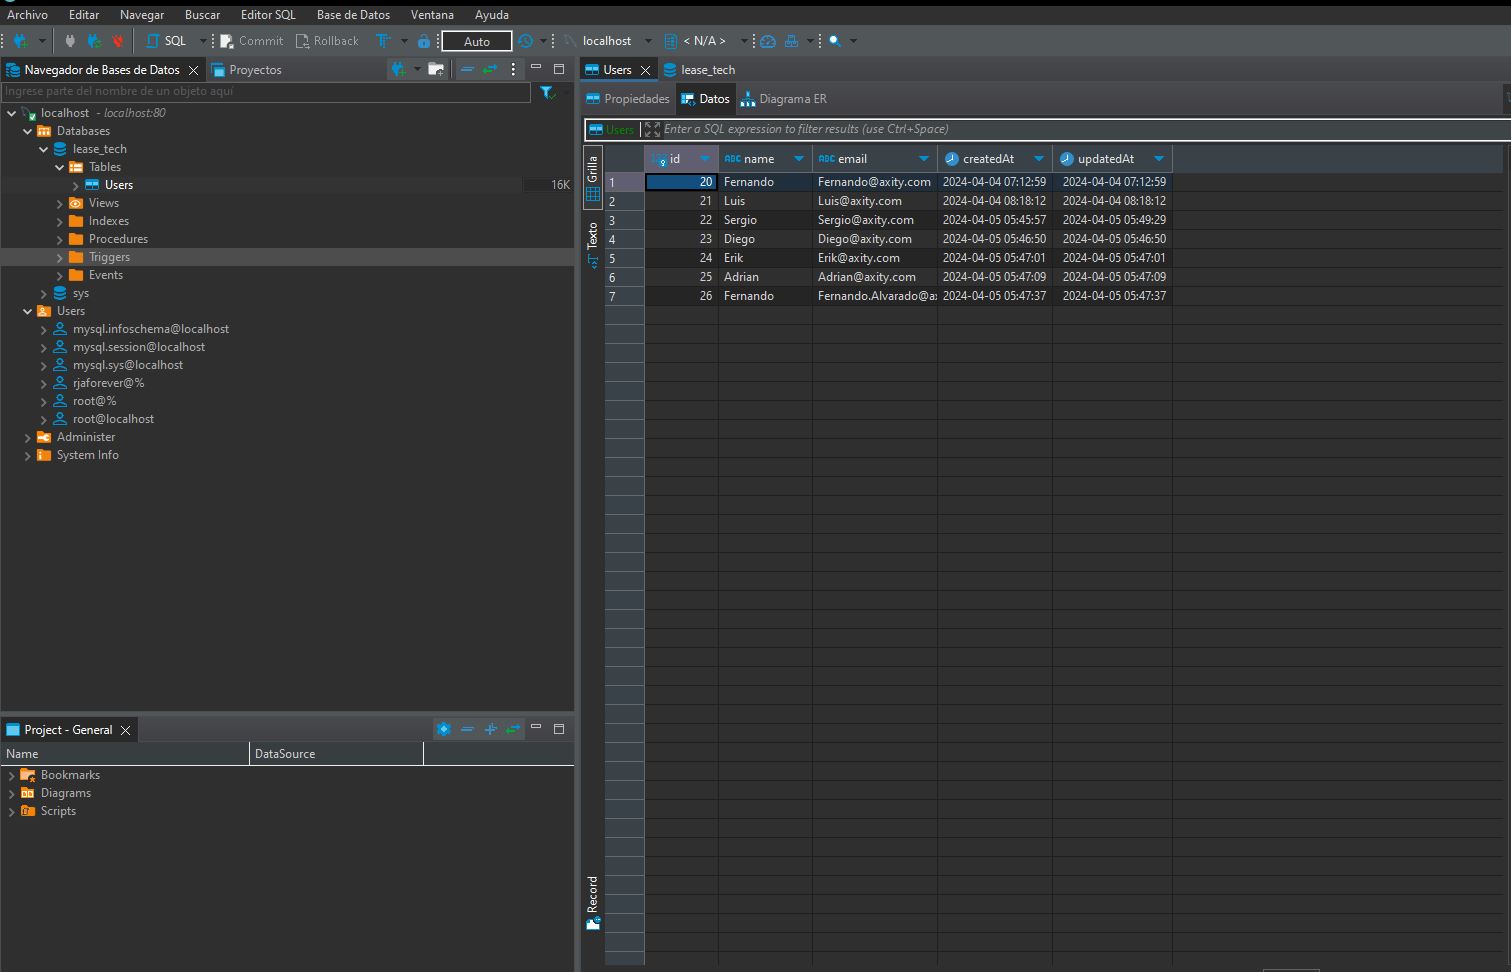 Archivo Editar Navegar Buscar Editor SQL Base de Datos Ventana Ayuda
SQL Commit Rollback Auto localhost < N/A >
Navegador de Bases de Datos Proyectos
Ingrese parte del nombre de un objeto aquí
localhost - localhost:80
Databases
lease_tech
Tables
Users 16K
Views
Indexes
Procedures
Triggers
Events
sys
Users
mysql.infoschema@localhost
mysql.session@localhost
mysql.sys@localhost
rjaforever@%
root@%
root@localhost
Administer
System Info
Project - General
Name DataSource
Bookmarks
Diagrams
Scripts
Users lease_tech
Propiedades Datos Diagrama ER
Users Enter a SQL expression to filter results (use Ctrl+Space)
Grilla
Texto
Record
123 id ABC name ABC email createdAt updatedAt
1 20 Fernando Fernando@axity.com 2024-04-04 07:12:59 2024-04-04 07:12:59
2 21 Luis Luis@axity.com 2024-04-04 08:18:12 2024-04-04 08:18:12
3 22 Sergio Sergio@axity.com 2024-04-05 05:45:57 2024-04-05 05:49:29
4 23 Diego Diego@axity.com 2024-04-05 05:46:50 2024-04-05 05:46:50
5 24 Erik Erik@axity.com 2024-04-05 05:47:01 2024-04-05 05:47:01
6 25 Adrian Adrian@axity.com 2024-04-05 05:47:09 2024-04-05 05:47:09
7 26 Fernando Fernando.Alvarado@a 2024-04-05 05:47:37 2024-04-05 05:47:37